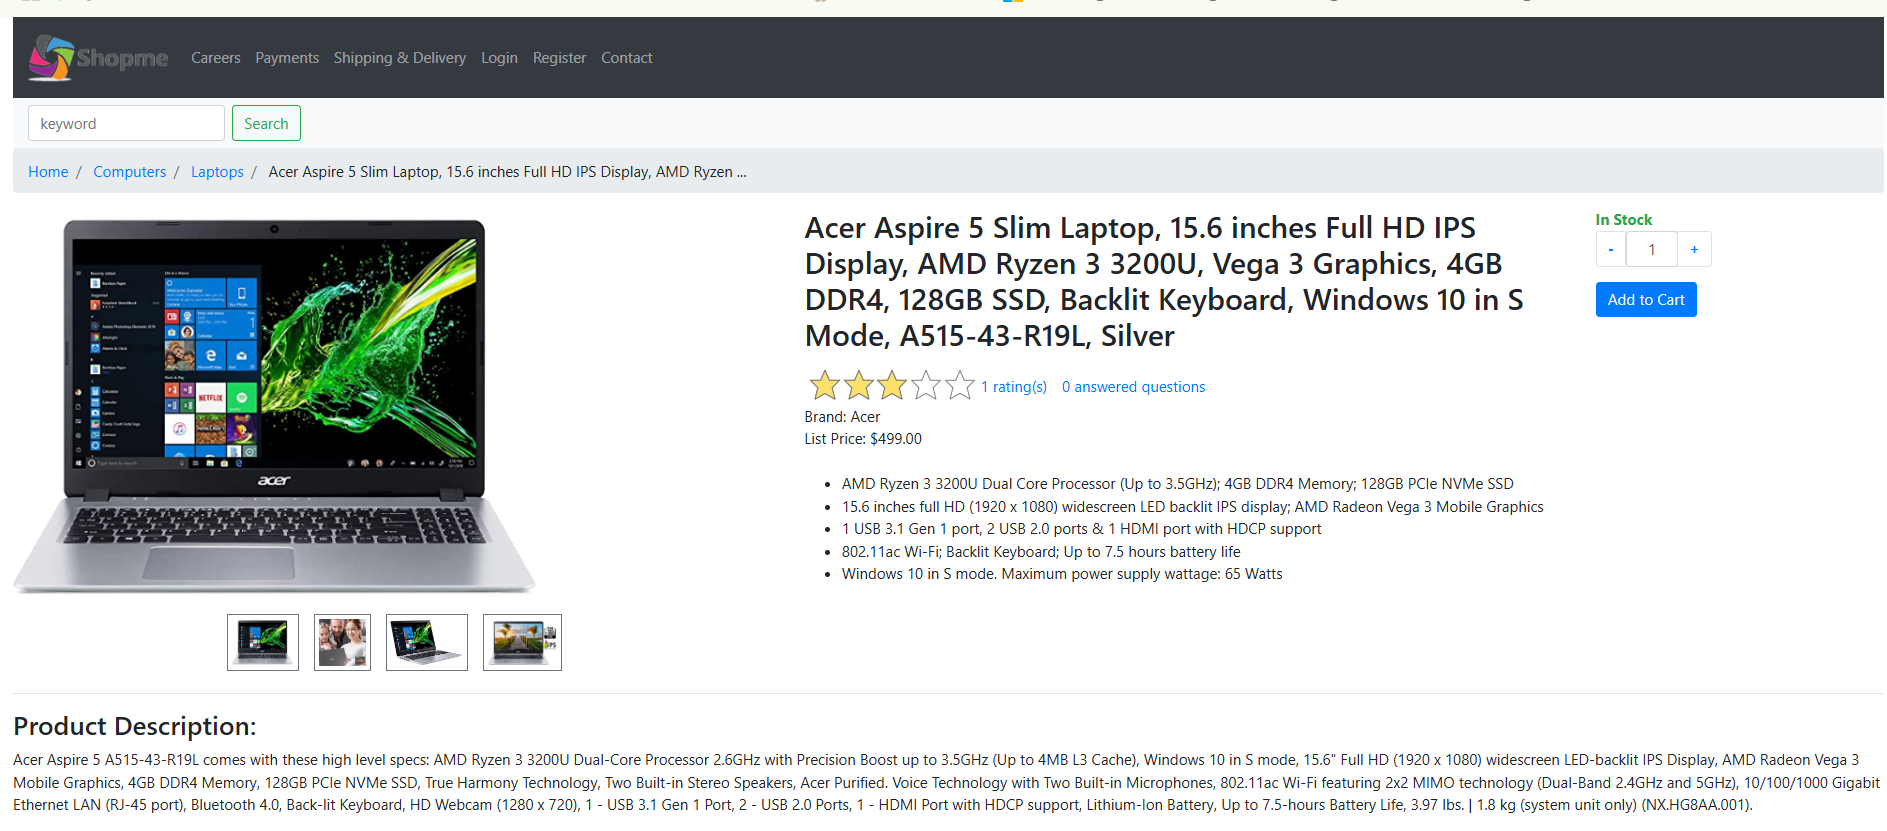 Shopme
Careers Payments Shipping & Delivery Login Register Contact
keyword Search
Home / Computers / Laptops / Acer Aspire 5 Slim Laptop, 15.6 inches Full HD IPS Display, AMD Ryzen ...
Acer Aspire 5 Slim Laptop, 15.6 inches Full HD IPS
Display, AMD Ryzen 3 3200U, Vega 3 Graphics, 4GB
DDR4, 128GB SSD, Backlit Keyboard, Windows 10 in S
Mode, A515-43-R19L, Silver
1 rating(s) 0 answered questions
Brand: Acer
List Price: $499.00
• AMD Ryzen 3 3200U Dual Core Processor (Up to 3.5GHz); 4GB DDR4 Memory; 128GB PCIe NVMe SSD
• 15.6 inches full HD (1920 x 1080) widescreen LED backlit IPS display; AMD Radeon Vega 3 Mobile Graphics
• 1 USB 3.1 Gen 1 port, 2 USB 2.0 ports & 1 HDMI port with HDCP support
• 802.11ac Wi-Fi; Backlit Keyboard; Up to 7.5 hours battery life
• Windows 10 in S mode. Maximum power supply wattage: 65 Watts
In Stock
- 1 +
Add to Cart
NETFLIX
acer
Product Description:
Acer Aspire 5 A515-43-R19L comes with these high level specs: AMD Ryzen 3 3200U Dual-Core Processor 2.6GHz with Precision Boost up to 3.5GHz (Up to 4MB L3 Cache), Windows 10 in S mode, 15.6" Full HD (1920 x 1080) widescreen LED-backlit IPS Display, AMD Radeon Vega 3
Mobile Graphics, 4GB DDR4 Memory, 128GB PCIe NVMe SSD, True Harmony Technology, Two Built-in Stereo Speakers, Acer Purified. Voice Technology with Two Built-in Microphones, 802.11ac Wi-Fi featuring 2x2 MIMO technology (Dual-Band 2.4GHz and 5GHz), 10/100/1000 Gigabit
Ethernet LAN (RJ-45 port), Bluetooth 4.0, Back-lit Keyboard, HD Webcam (1280 x 720), 1 - USB 3.1 Gen 1 Port, 2 - USB 2.0 Ports, 1 - HDMI Port with HDCP support, Lithium-Ion Battery, Up to 7.5-hours Battery Life, 3.97 lbs. | 1.8 kg (system unit only) (NX.HG8AA.001).